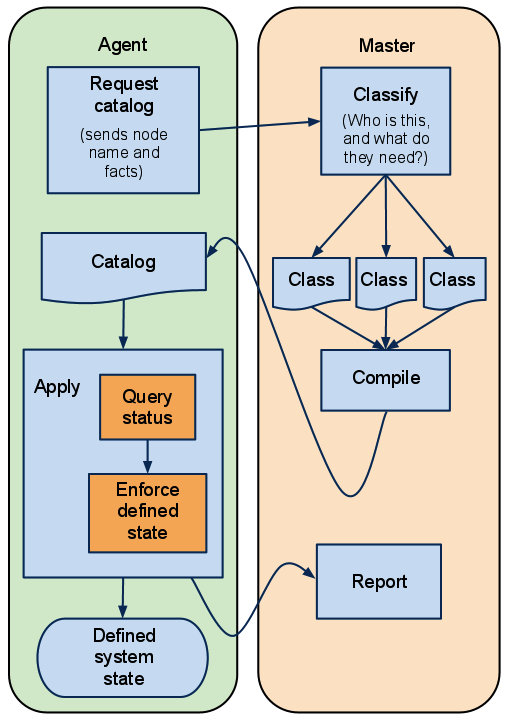 Agent
Request
catalog
(sends node
name and
facts)
Catalog
Apply
Query
status
Enforce
defined
state
Defined
system
state
Master
Classify
(Who is this,
and what do
they need?)
Class
Class
Class
Compile
Report